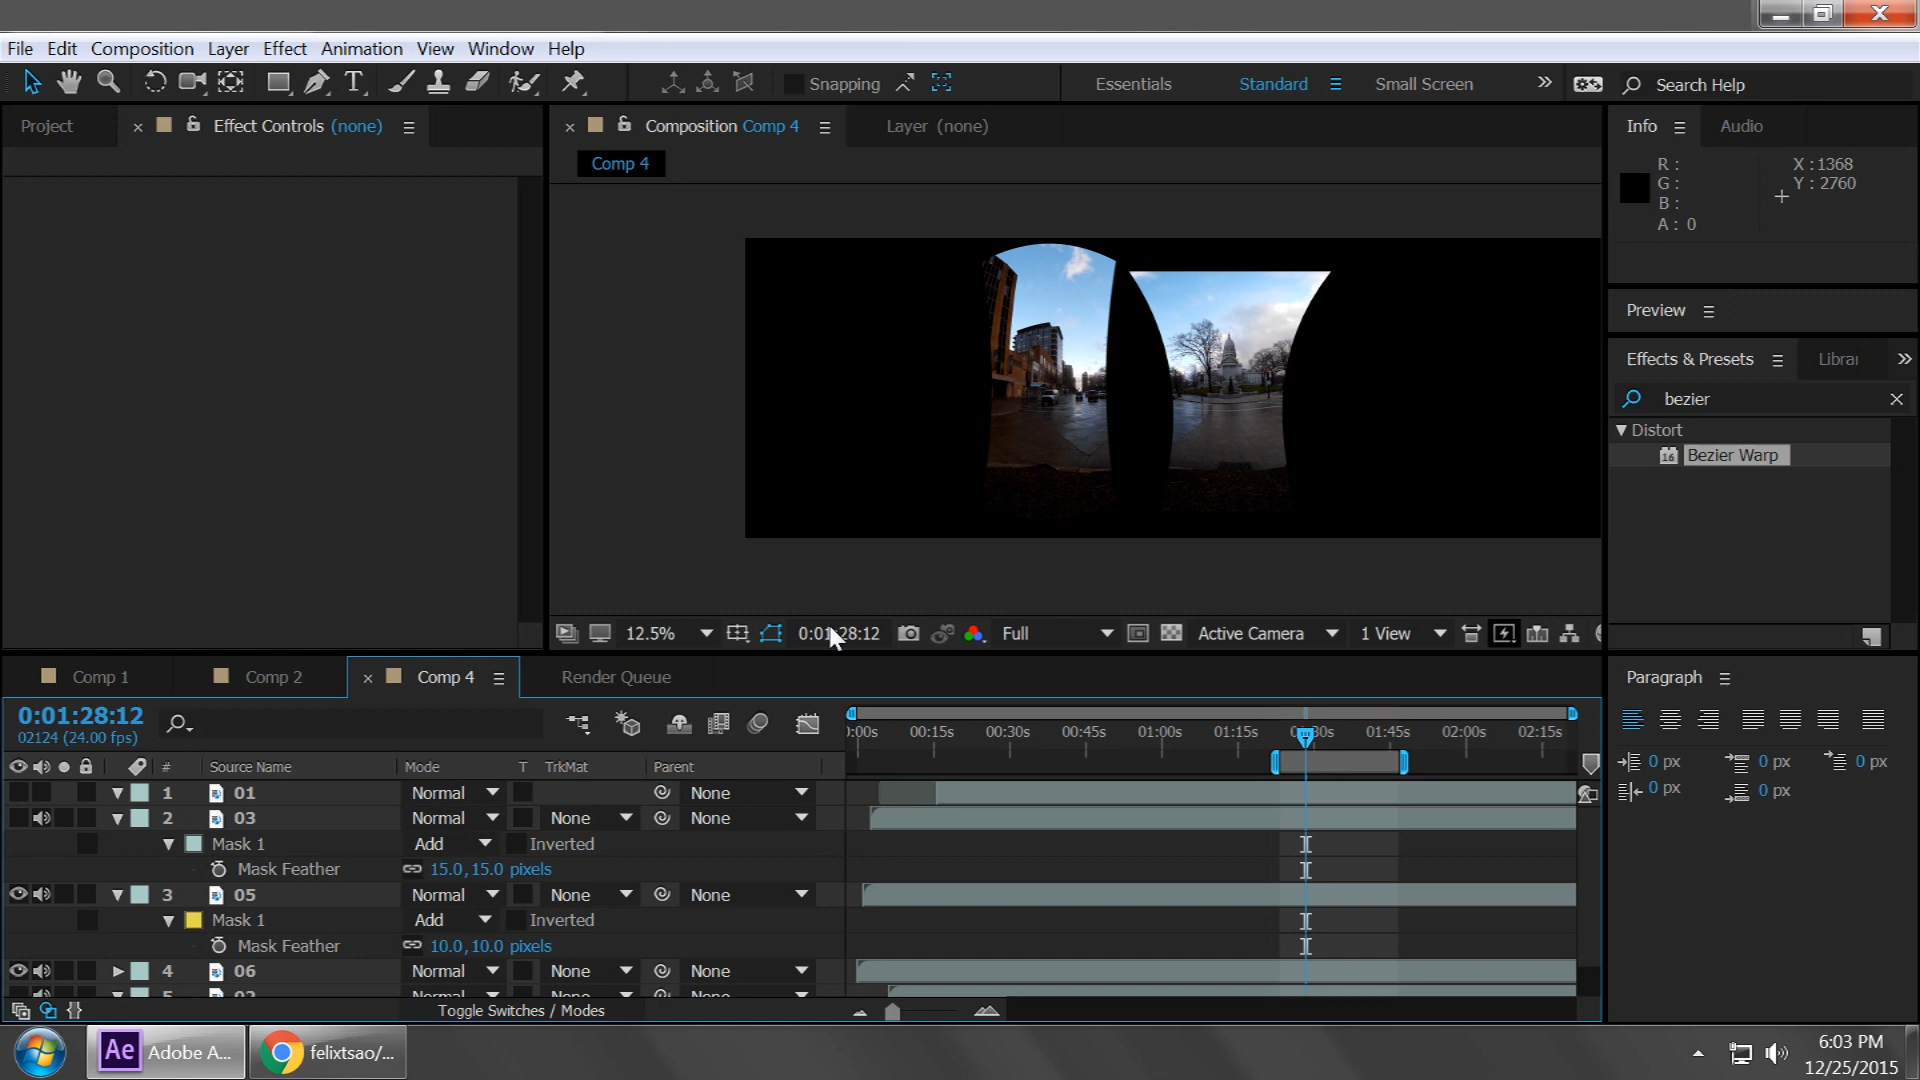 File Edit Composition Layer Effect Animation View Window Help
T Snapping Essentials Standard Small Screen Search Help
Project Effect Controls (none) Composition Comp 4 Layer (none) Info Audio
Comp 4
R :
G :
B :
A : 0
X : 1368
Y : 2760
Preview
Effects & Presets
bezier
Distort
16 Bezier Warp
12.5% 0:01:28:12 Full Active Camera 1 View
Comp 1 Comp 2 Comp 4 Render Queue Paragraph
0:01:28:12
02124 (24.00 fps)
00:15s 00:30s 00:45s 01:00s 01:15s 01:45s 02:00s 02:15s
# Source Name Mode T TrkMat Parent
0 px 0 px 0 px
0 px 0 px
1 01 Normal None
2 03 Normal None None
Mask 1 Add Inverted
Mask Feather 15.0,15.0 pixels
3 05 Normal None None
Mask 1 Add Inverted
Mask Feather 10.0,10.0 pixels
4 06 Normal None None
Toggle Switches / Modes
Ae Adobe A... felixtsao/...
6:03 PM
12/25/2015